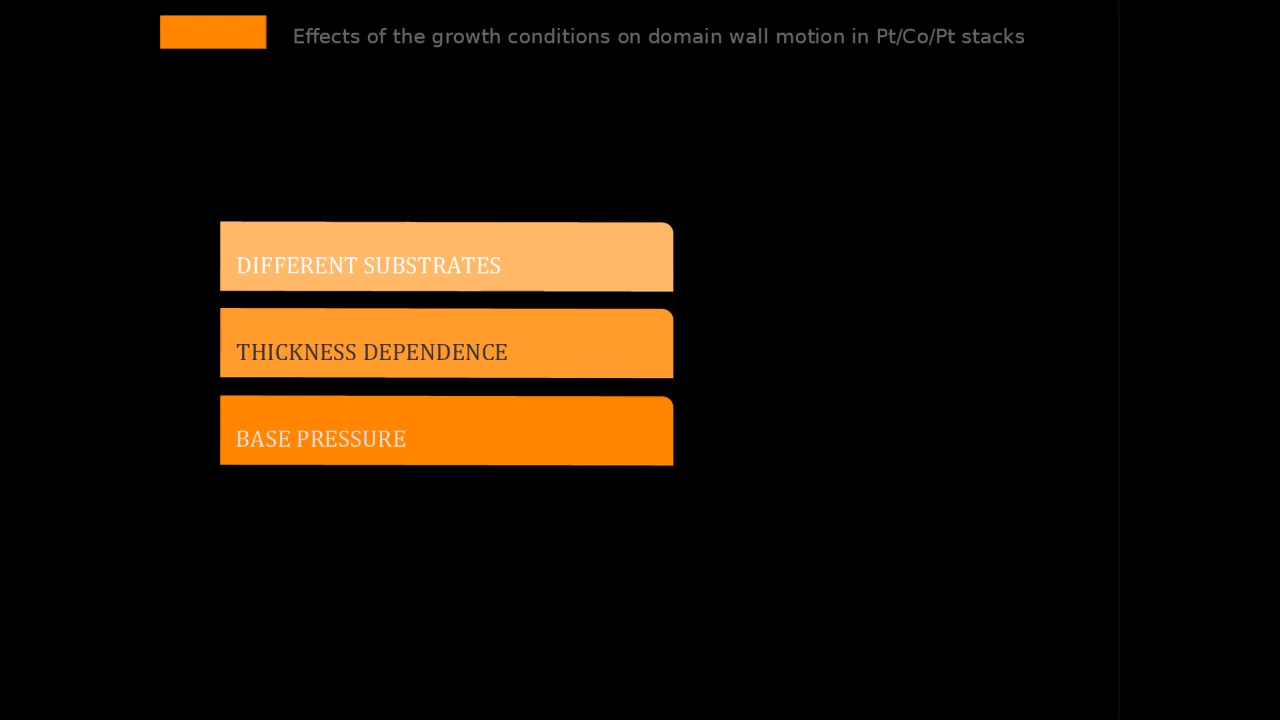 Effects of the growth conditions on domain wall motion in Pt/Co/Pt stacks
DIFFERENT SUBSTRATES
THICKNESS DEPENDENCE
BASE PRESSURE